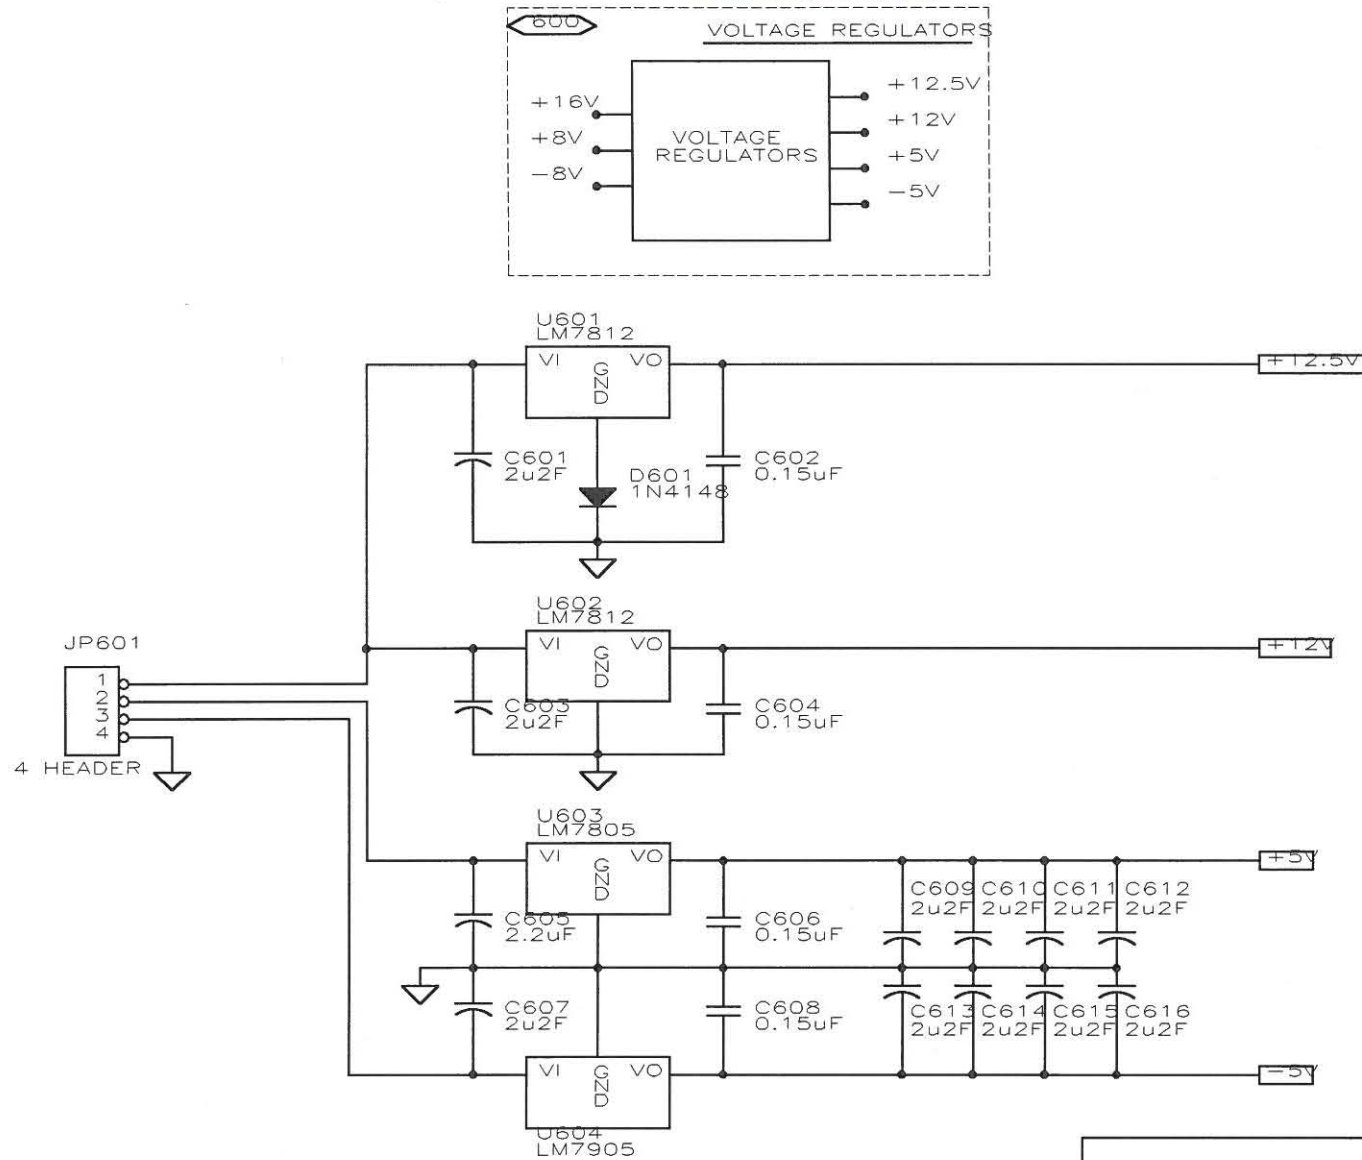 600
VOLTAGE REGULATORS
+16V
+8V
-8V
VOLTAGE
REGULATORS
+12.5V
+12V
+5V
-5V
U601
LM7812
VI
GND
VO
+12.5V
C601
2u2F
D601
1N4148
C602
0.15uF
U602
LM7812
VI
GND
VO
+12V
C603
2u2F
C604
0.15uF
JP601
1
2
3
4
4 HEADER
U603
LM7805
VI
GND
VO
+5V
C605
2.2uF
C606
0.15uF
C609
2u2F
C610
2u2F
C611
2u2F
C612
2u2F
C607
2u2F
C608
0.15uF
C613
2u2F
C614
2u2F
C615
2u2F
C616
2u2F
VI
GND
VO
-5V
U604
LM7905